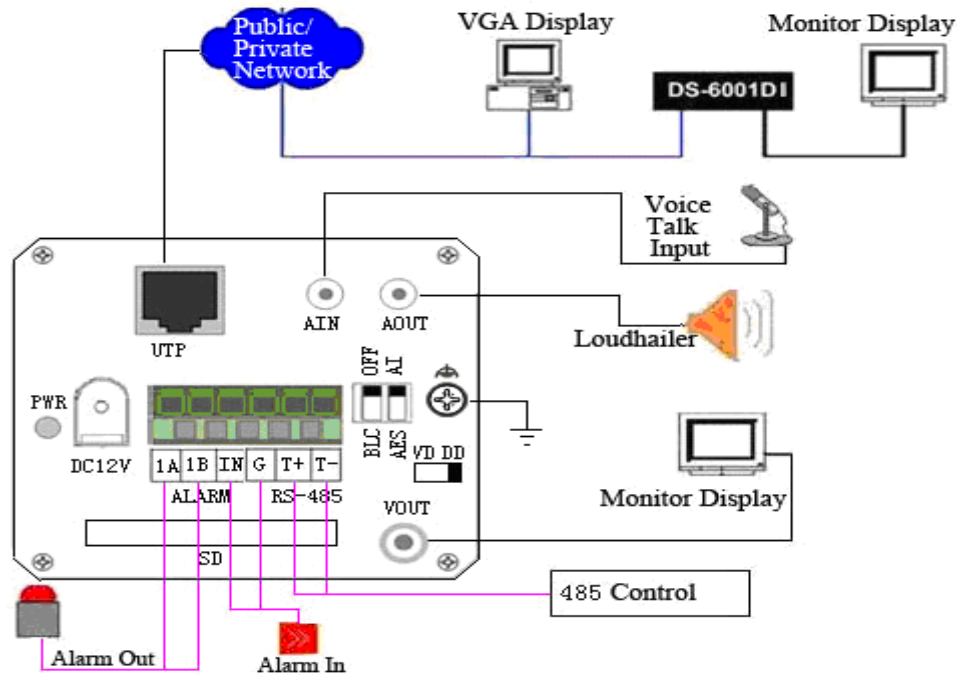 Public/
Private
Network
VGA Display
Monitor Display
DS-6001DI
Voice
Talk
Input
UTP
AIN
AOUT
Loudhailer
PWR
DC12V
OFF
AI
BLC
AES
VD DD
1A 1B IN G T+ T-
ALARM
RS-485
VOUT
Monitor Display
SD
485 Control
Alarm Out
Alarm In